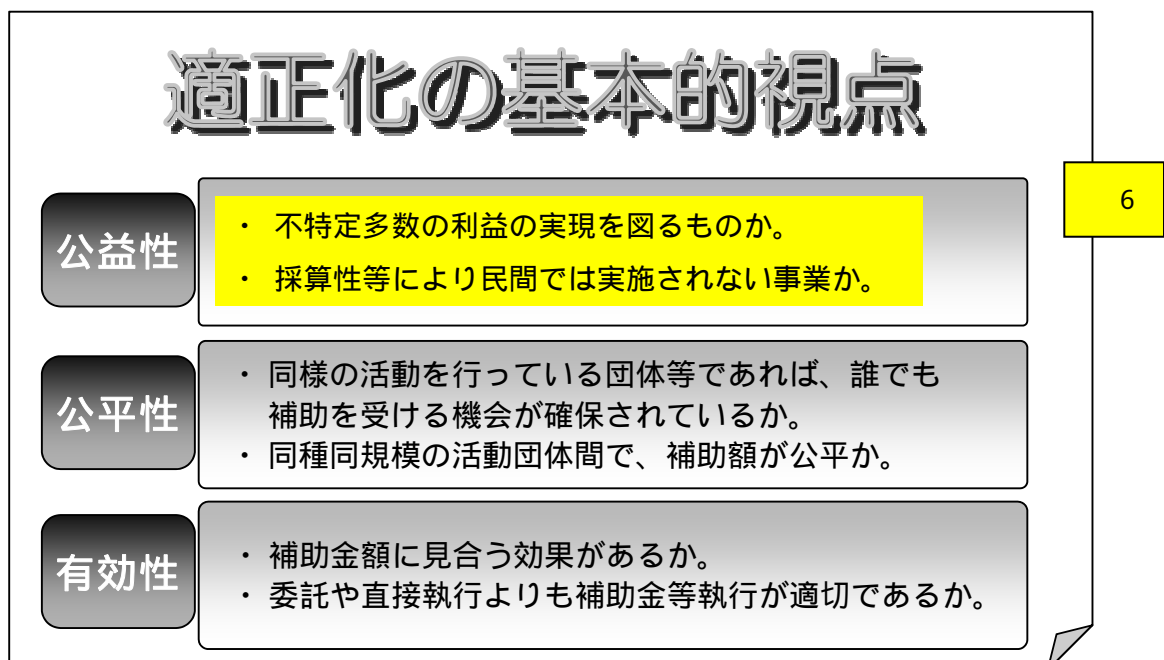 適正化の基本的視点
6
公益性
・ 不特定多数の利益の実現を図るものか。
・ 採算性等により民間では実施されない事業か。
公平性
・ 同様の活動を行っている団体等であれば、誰でも
補助を受ける機会が確保されているか。
・ 同種同規模の活動団体間で、補助額が公平か。
有効性
・ 補助金額に見合う効果があるか。
・ 委託や直接執行よりも補助金等執行が適切であるか。